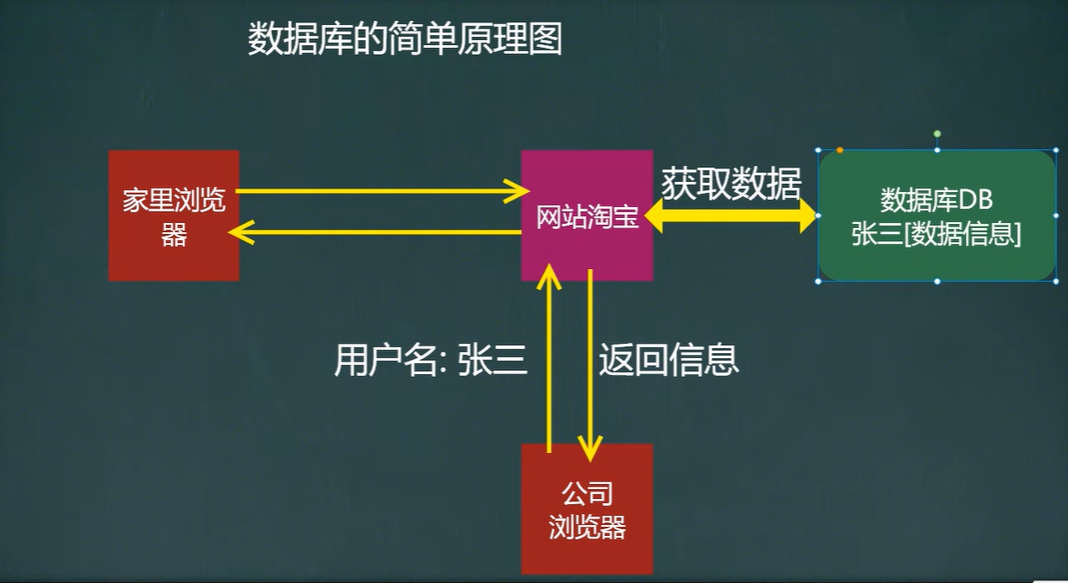 数据库的简单原理图
获取数据
家里浏览
器
网站淘宝
数据库DB
张三[数据信息]
用户名: 张三
返回信息
公司
浏览器